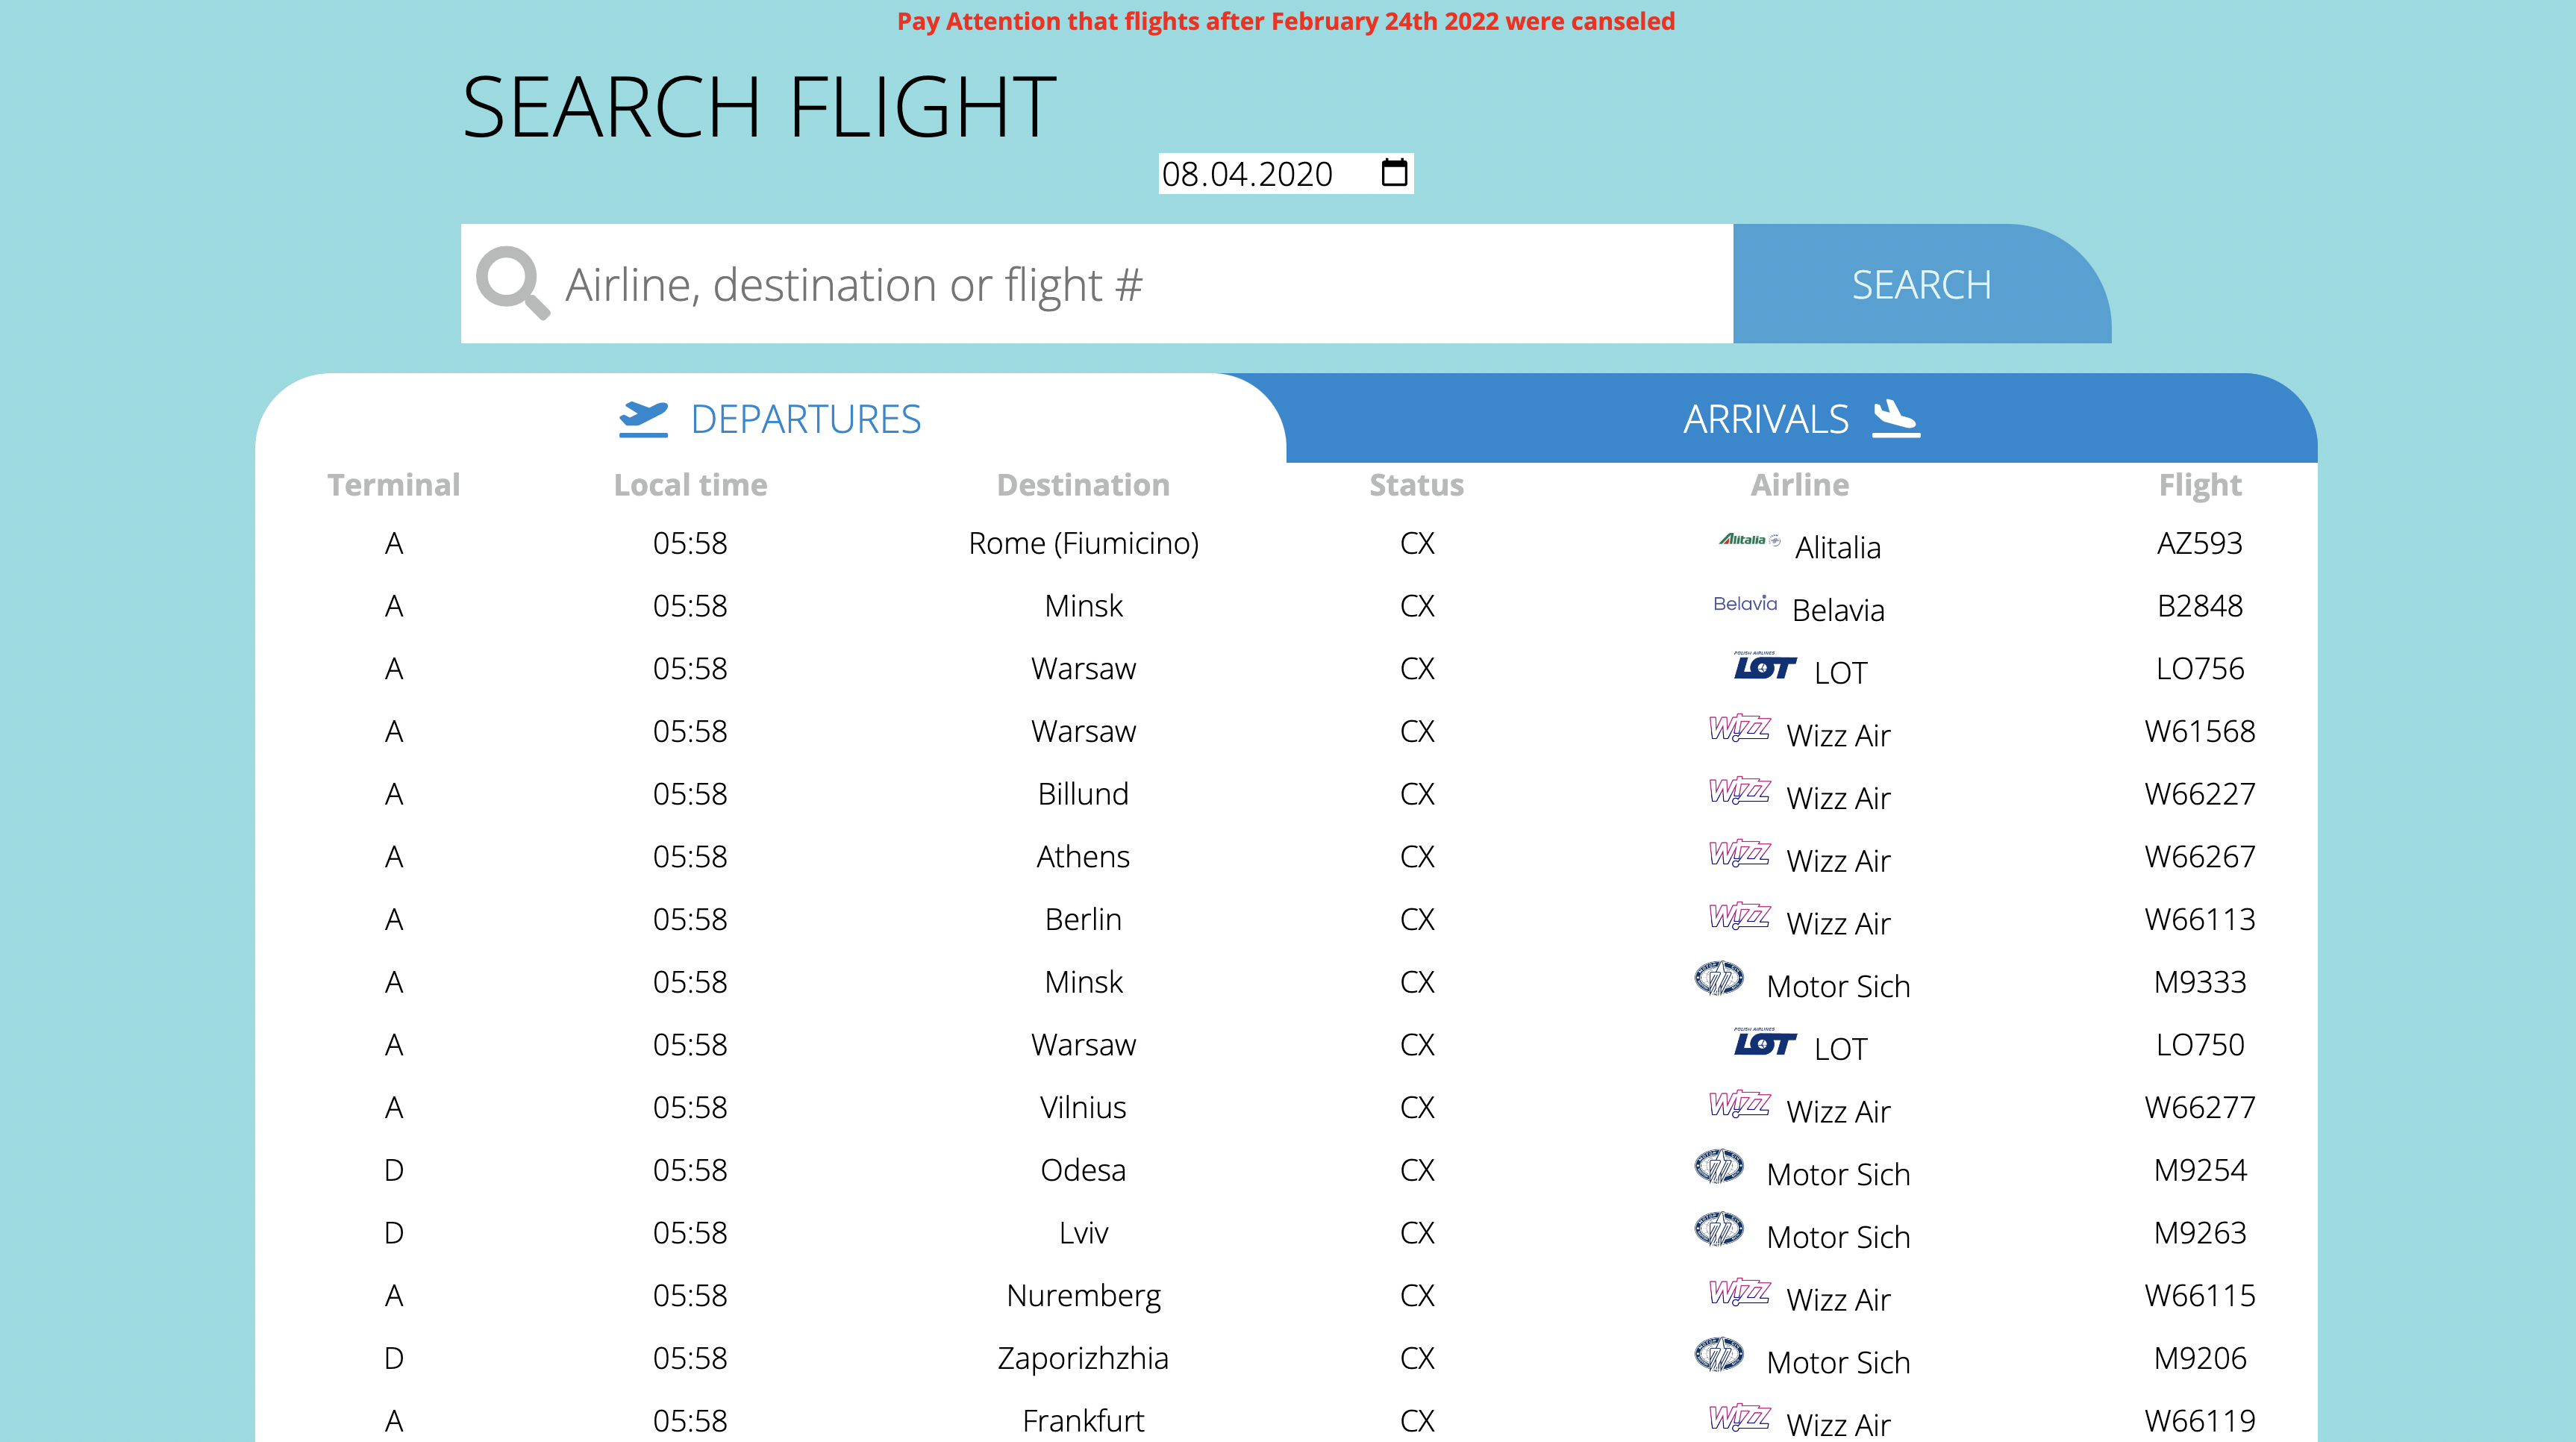 Pay Attention that flights after February 24th 2022 were canseled
SEARCH FLIGHT
08.04.2020
Airline, destination or flight #
SEARCH
DEPARTURES
ARRIVALS
Terminal Local time Destination Status Airline Flight
A 05:58 Rome (Fiumicino) CX Alitalia Alitalia AZ593
A 05:58 Minsk CX Belavia Belavia B2848
A 05:58 Warsaw CX POLISH AIRLINES LOT LOT LO756
A 05:58 Warsaw CX Wizz Wizz Air W61568
A 05:58 Billund CX Wizz Wizz Air W66227
A 05:58 Athens CX Wizz Wizz Air W66267
A 05:58 Berlin CX Wizz Wizz Air W66113
A 05:58 Minsk CX Motor Sich M9333
A 05:58 Warsaw CX POLISH AIRLINES LOT LOT LO750
A 05:58 Vilnius CX Wizz Wizz Air W66277
D 05:58 Odesa CX Motor Sich M9254
D 05:58 Lviv CX Motor Sich M9263
A 05:58 Nuremberg CX Wizz Wizz Air W66115
D 05:58 Zaporizhzhia CX Motor Sich M9206
A 05:58 Frankfurt CX Wizz Wizz Air W66119